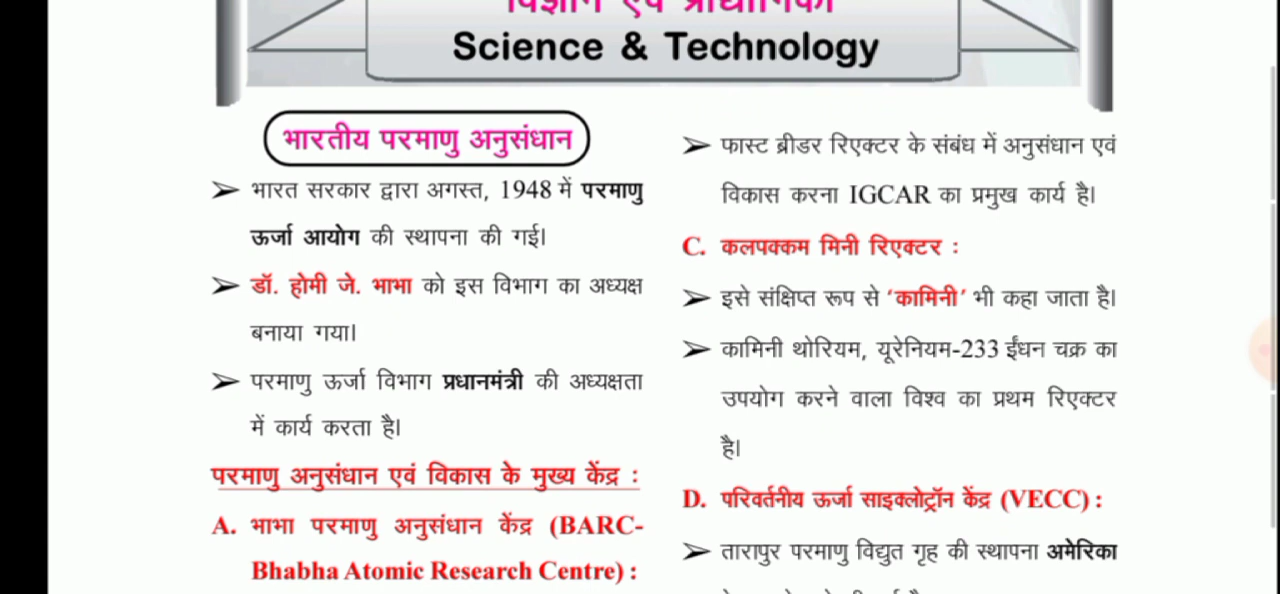 विज्ञान एवं प्रौद्योगिकी
Science & Technology
भारतीय परमाणु अनुसंधान
➢ भारत सरकार द्वारा अगस्त, 1948 में परमाणु
ऊर्जा आयोग की स्थापना की गई।
➢ डॉ. होमी जे. भाभा को इस विभाग का अध्यक्ष
बनाया गया।
➢ परमाणु ऊर्जा विभाग प्रधानमंत्री की अध्यक्षता
में कार्य करता है।
परमाणु अनुसंधान एवं विकास के मुख्य केंद्र :
A. भाभा परमाणु अनुसंधान केंद्र (BARC-
Bhabha Atomic Research Centre) :
➢ फास्ट ब्रीडर रिएक्टर के संबंध में अनुसंधान एवं
विकास करना IGCAR का प्रमुख कार्य है।
C. कलपक्कम मिनी रिएक्टर :
➢ इसे संक्षिप्त रूप से ‘कामिनी’ भी कहा जाता है।
➢ कामिनी थोरियम, यूरेनियम-233 ईंधन चक्र का
उपयोग करने वाला विश्व का प्रथम रिएक्टर
है।
D. परिवर्तनीय ऊर्जा साइक्लोट्रॉन केंद्र (VECC) :
➢ तारापुर परमाणु विद्युत गृह की स्थापना अमेरिका